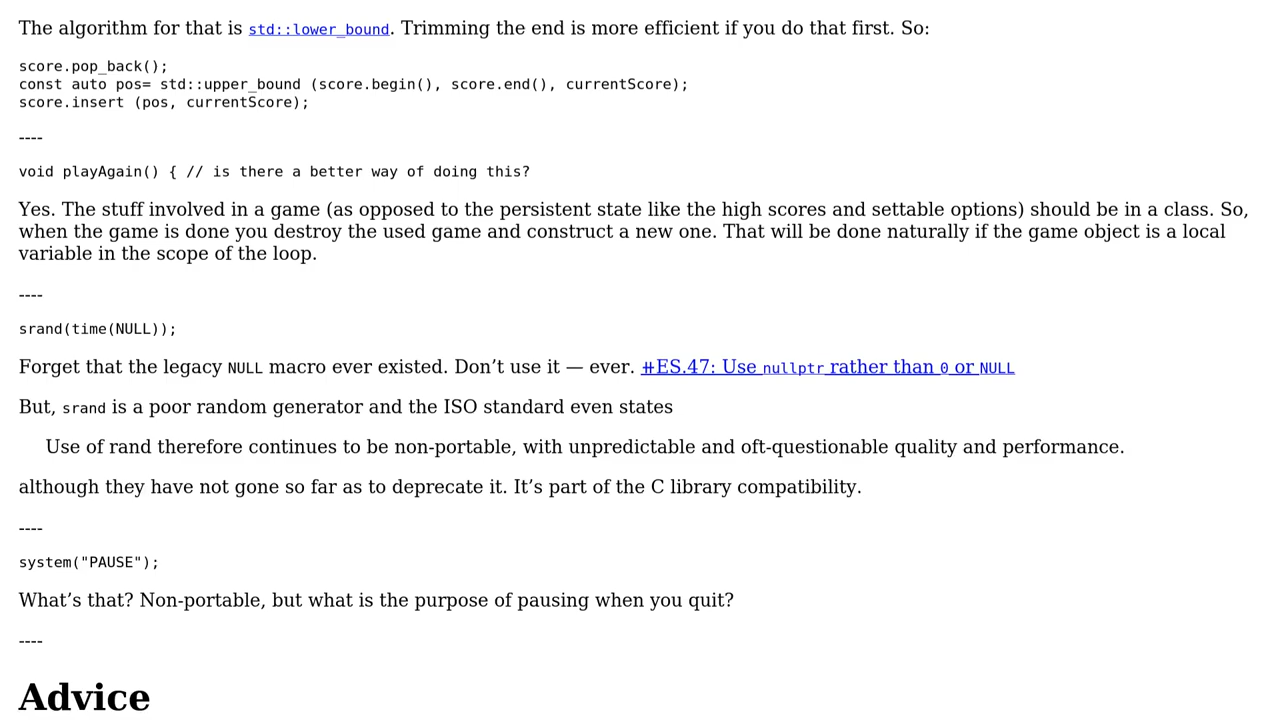 The algorithm for that is std::lower_bound. Trimming the end is more efficient if you do that first. So:
score.pop_back();
const auto pos= std::upper_bound (score.begin(), score.end(), currentScore);
score.insert (pos, currentScore);
----
void playAgain() { // is there a better way of doing this?
Yes. The stuff involved in a game (as opposed to the persistent state like the high scores and settable options) should be in a class. So,
when the game is done you destroy the used game and construct a new one. That will be done naturally if the game object is a local
variable in the scope of the loop.
----
srand(time(NULL));
Forget that the legacy NULL macro ever existed. Don’t use it — ever. ⧺ES.47: Use nullptr rather than 0 or NULL
But, srand is a poor random generator and the ISO standard even states
Use of rand therefore continues to be non-portable, with unpredictable and oft-questionable quality and performance.
although they have not gone so far as to deprecate it. It’s part of the C library compatibility.
----
system("PAUSE");
What’s that? Non-portable, but what is the purpose of pausing when you quit?
----
Advice